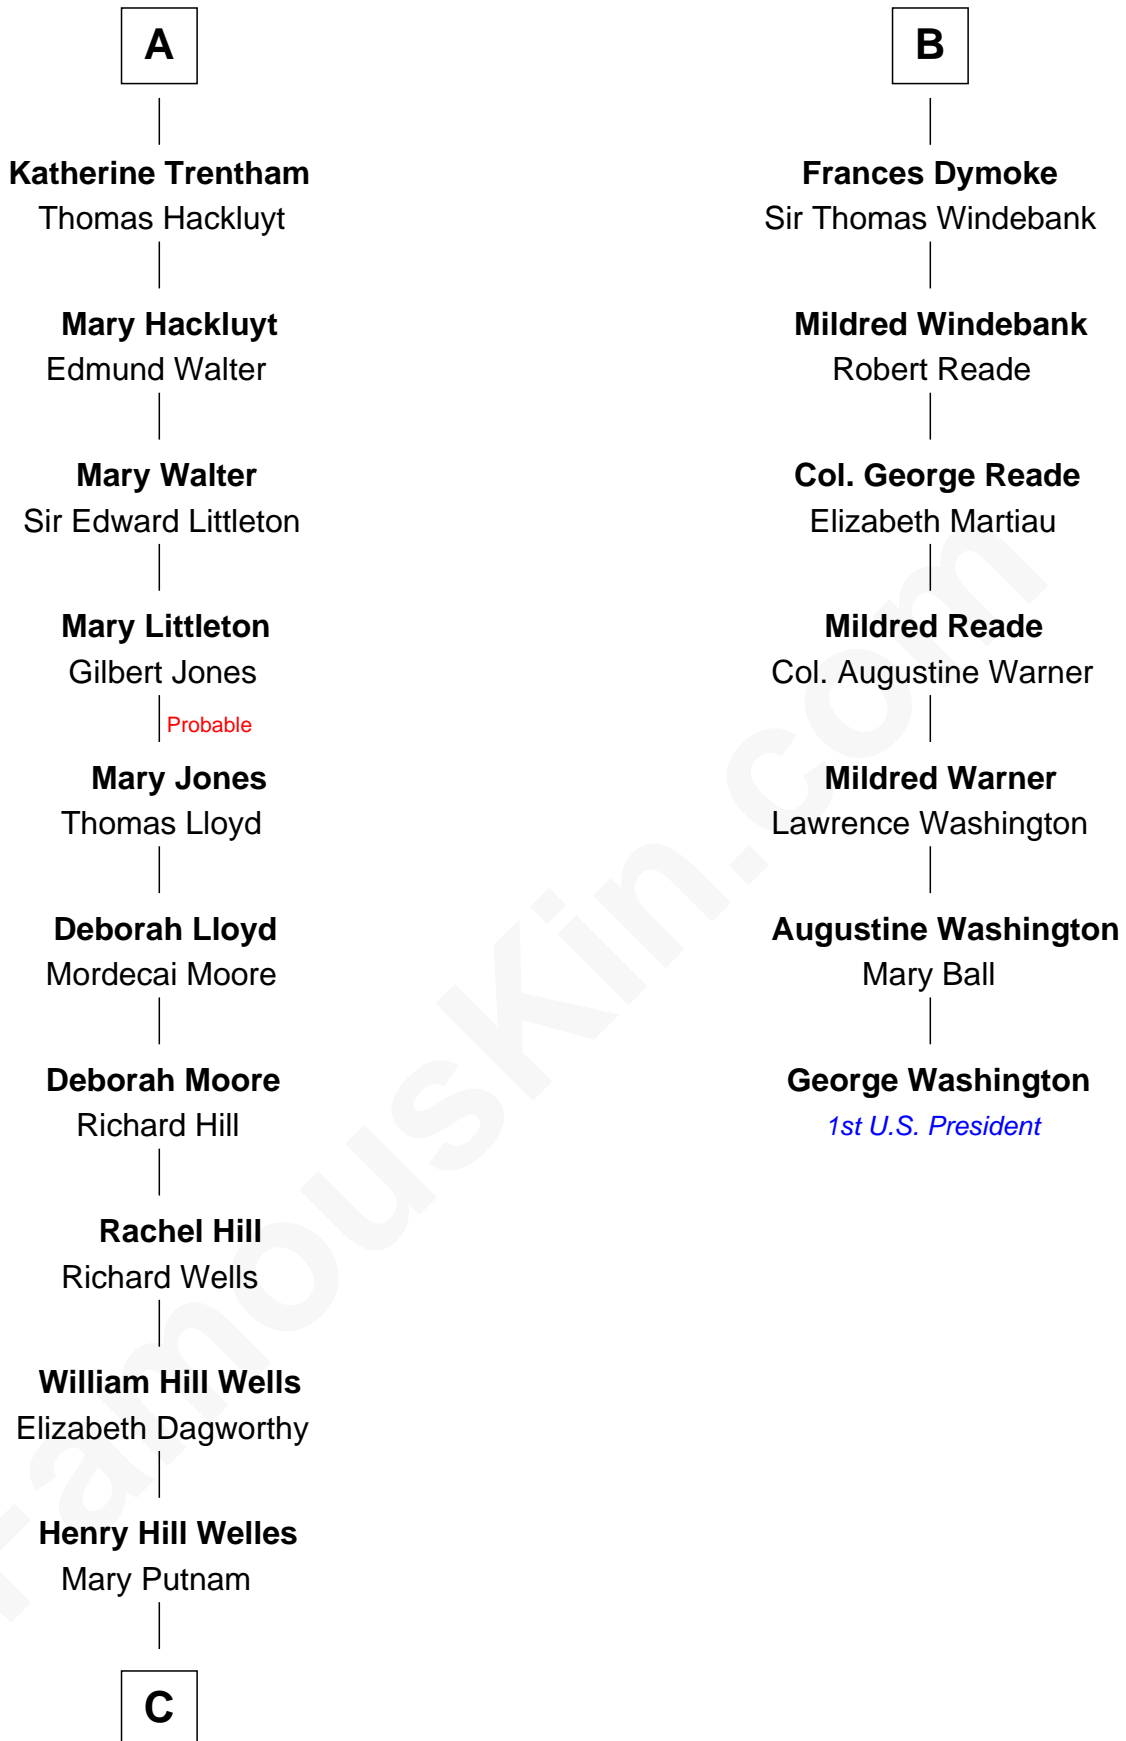 A
Katherine Trentham
Thomas Hackluyt
Mary Hackluyt
Edmund Walter
Mary Walter
Sir Edward Littleton
Mary Littleton
Gilbert Jones
Probable
Mary Jones
Thomas Lloyd
Deborah Lloyd
Mordecai Moore
Deborah Moore
Richard Hill
Rachel Hill
Richard Wells
William Hill Wells
Elizabeth Dagworthy
Henry Hill Welles
Mary Putnam
C
B
Frances Dymoke
Sir Thomas Windebank
Mildred Windebank
Robert Reade
Col. George Reade
Elizabeth Martiau
Mildred Reade
Col. Augustine Warner
Mildred Warner
Lawrence Washington
Augustine Washington
Mary Ball
George Washington
1st U.S. President
FamousKin.com